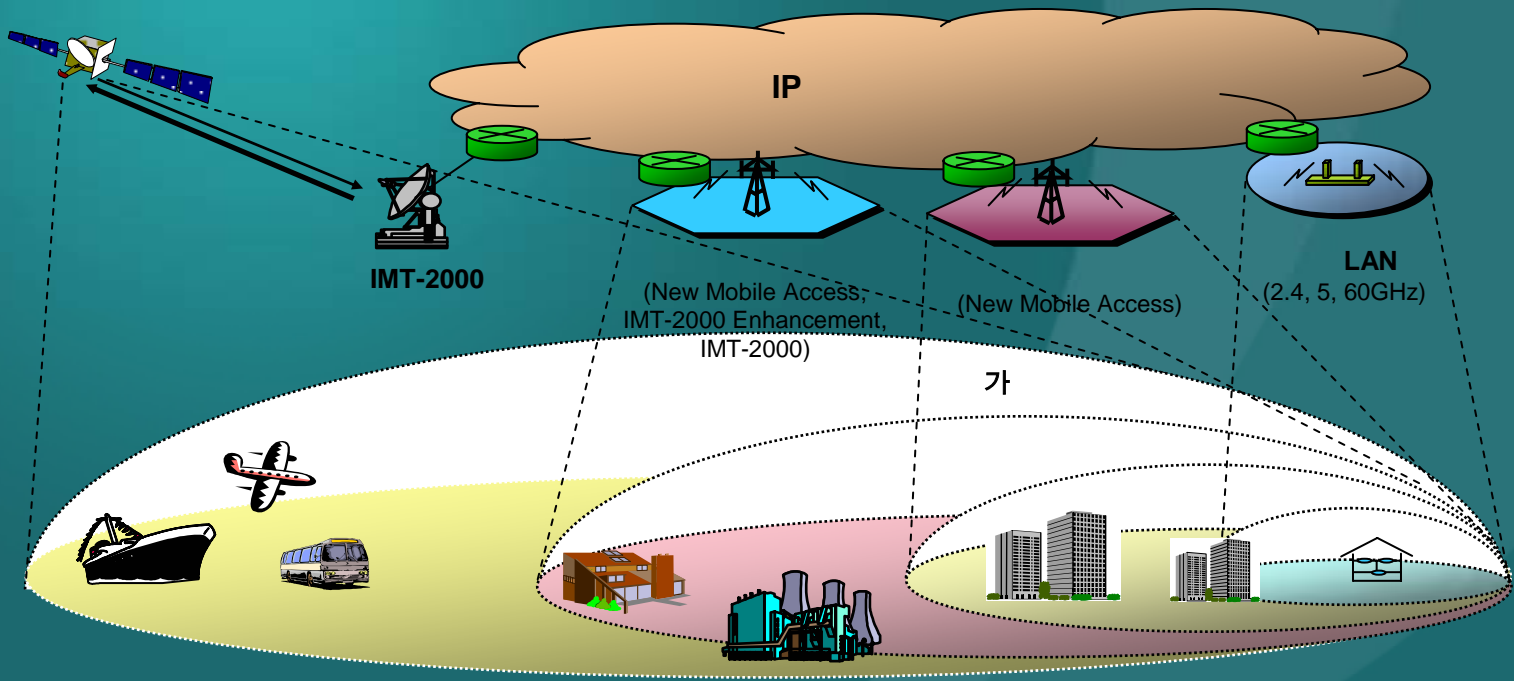 IP
IMT-2000
(New Mobile Access,
IMT-2000 Enhancement,
IMT-2000)
(New Mobile Access)
LAN
(2.4, 5, 60GHz)
가